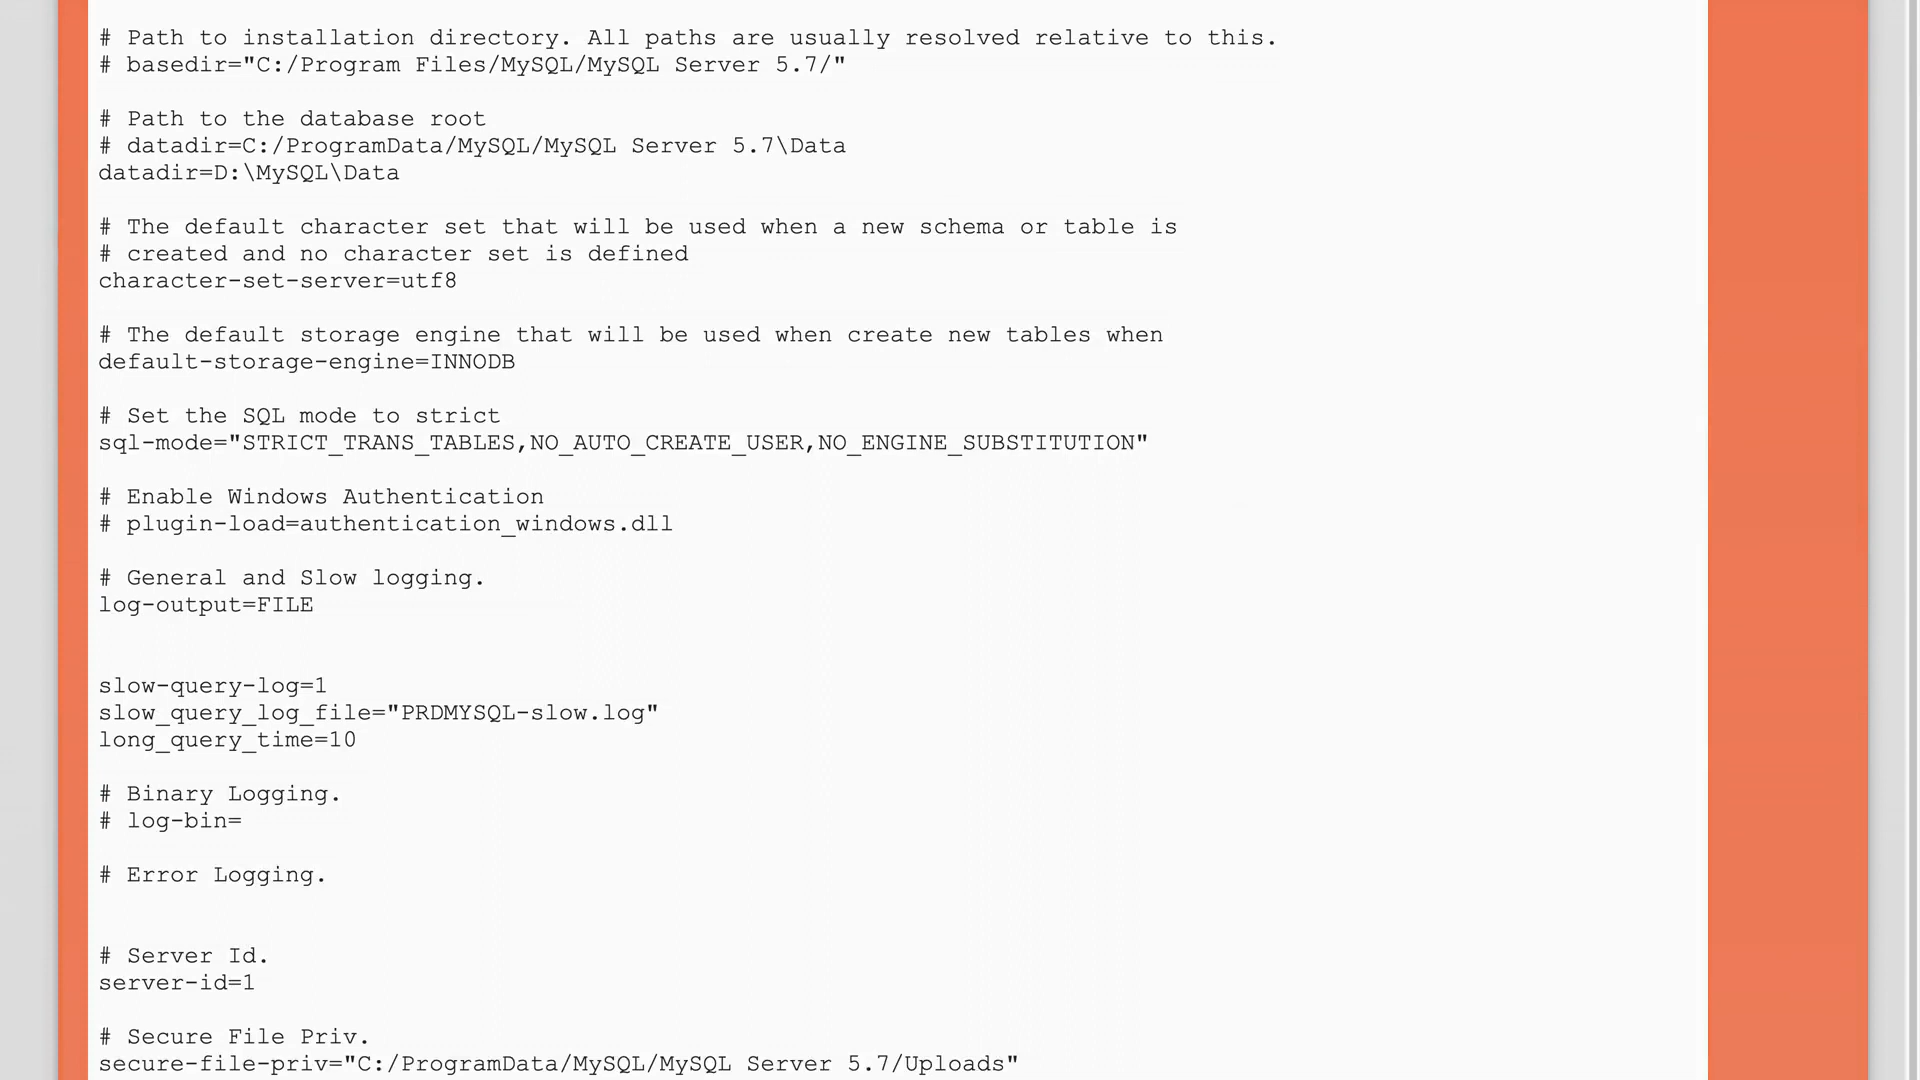 # Path to installation directory. All paths are usually resolved relative to this.
# basedir="C:/Program Files/MySQL/MySQL Server 5.7/"
# Path to the database root
# datadir=C:/ProgramData/MySQL/MySQL Server 5.7\Data
datadir=D:\MySQL\Data
# The default character set that will be used when a new schema or table is
# created and no character set is defined
character-set-server=utf8
# The default storage engine that will be used when create new tables when
default-storage-engine=INNODB
# Set the SQL mode to strict
sql-mode="STRICT_TRANS_TABLES,NO_AUTO_CREATE_USER,NO_ENGINE_SUBSTITUTION"
# Enable Windows Authentication
# plugin-load=authentication_windows.dll
# General and Slow logging.
log-output=FILE
slow-query-log=1
slow_query_log_file="PRDMYSQL-slow.log"
long_query_time=10
# Binary Logging.
# log-bin=
# Error Logging.
# Server Id.
server-id=1
# Secure File Priv.
secure-file-priv="C:/ProgramData/MySQL/MySQL Server 5.7/Uploads"